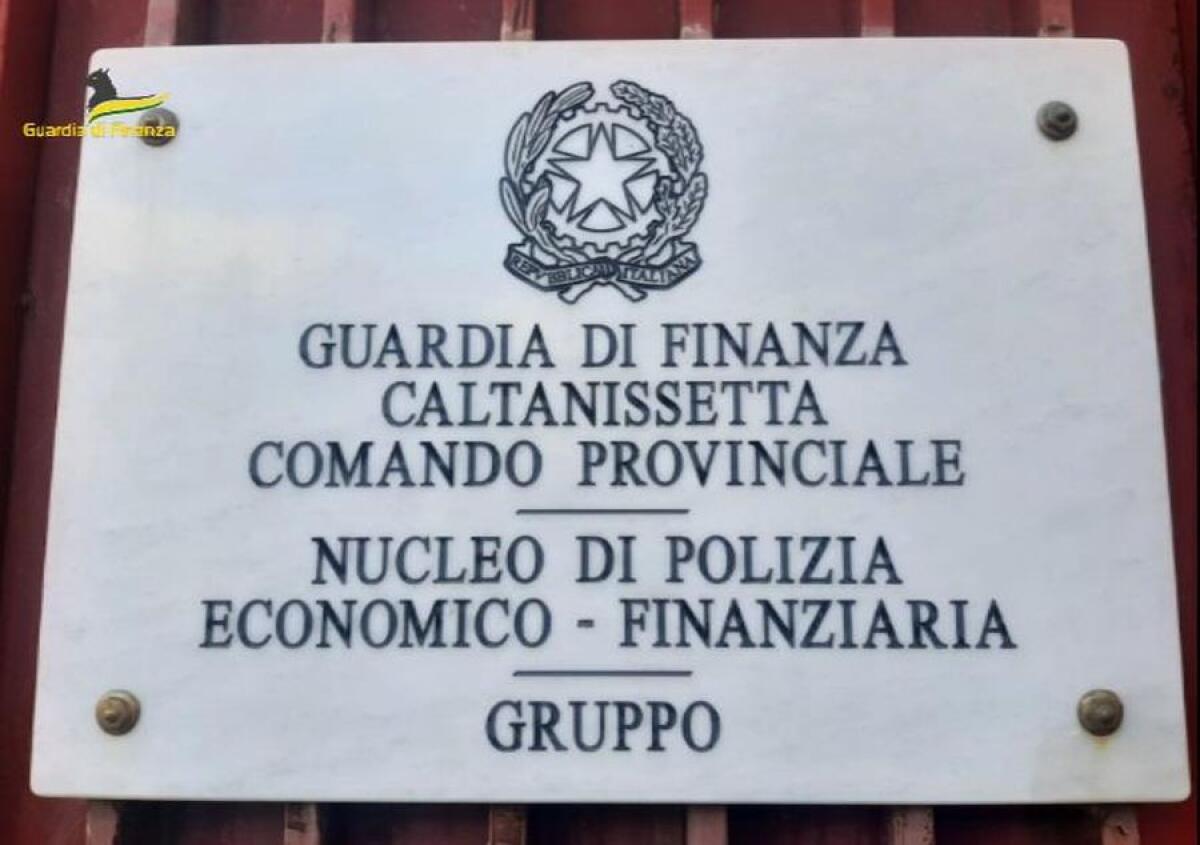 Guardia di Finanza
REPVBBLICA ITALIANA
GUARDIA DI FINANZA
CALTANISSETTA
COMANDO PROVINCIALE
NUCLEO DI POLIZIA
ECONOMICO - FINANZIARIA
GRUPPO